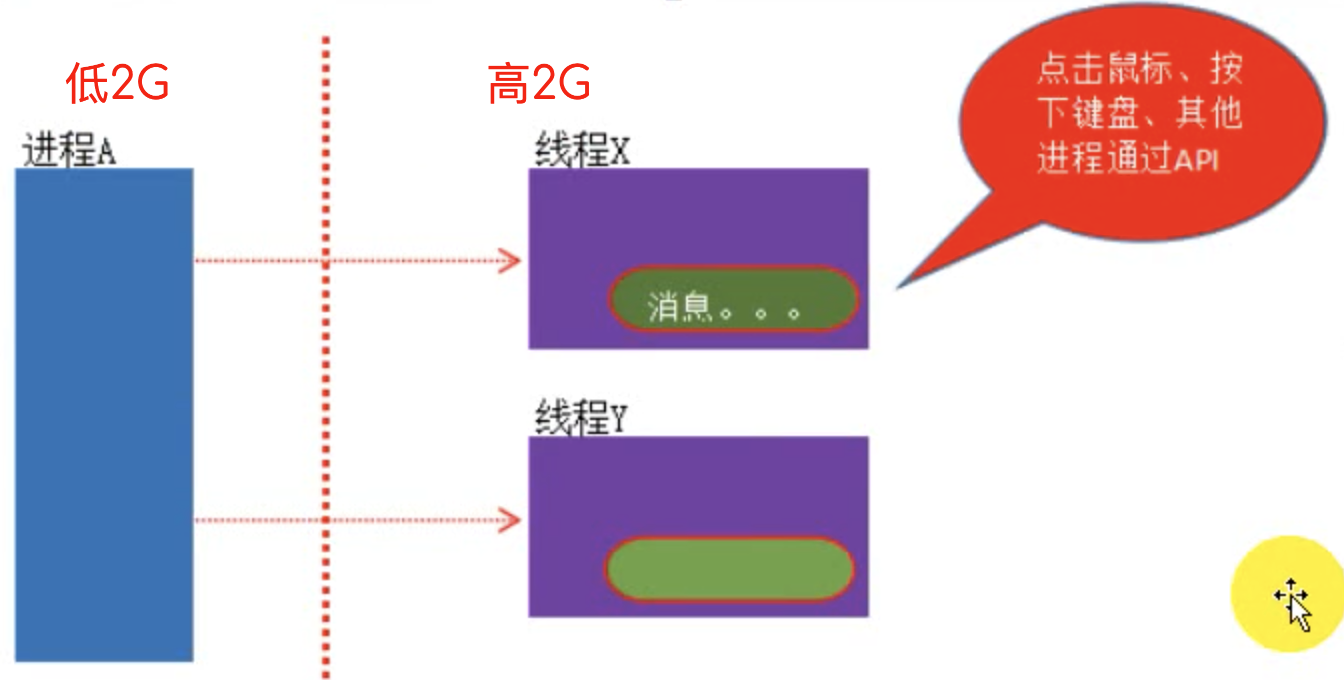 低2G
高2G
点击鼠标、按
下键盘、其他
进程通过API
进程A
线程X
消息。。。
线程Y